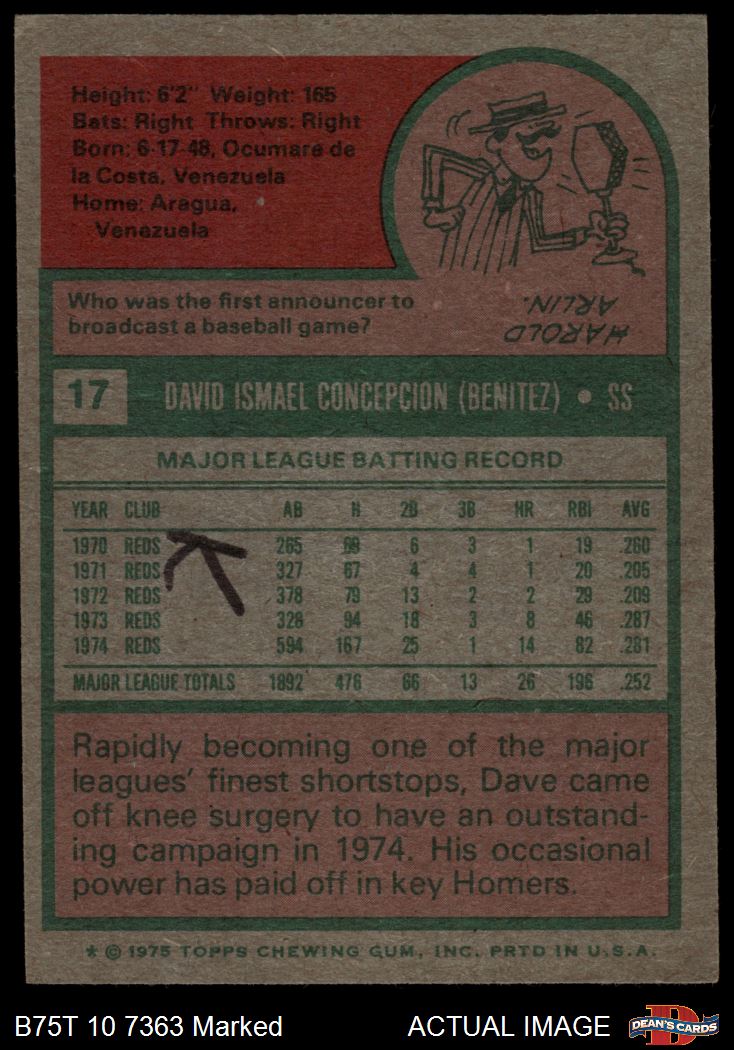 Height: 6'2" Weight: 165
Bats: Right Throws: Right
Born: 6-17-48, Ocumare de
la Costa, Venezuela
Home: Aragua,
Venezuela
Who was the first announcer to
broadcast a baseball game?
HAROLD
ARLIN.
17 DAVID ISMAEL CONCEPCION (BENITEZ) • SS
MAJOR LEAGUE BATTING RECORD
YEAR CLUB AB H 2B 3B HR RBI AVG
1970 REDS 265 69 6 3 1 19 .260
1971 REDS 327 67 4 4 1 20 .205
1972 REDS 378 79 13 2 2 29 .209
1973 REDS 328 94 18 3 8 46 .287
1974 REDS 594 167 25 1 14 82 .281
MAJOR LEAGUE TOTALS 1892 476 66 13 26 196 .252
Rapidly becoming one of the major
leagues' finest shortstops, Dave came
off knee surgery to have an outstand-
ing campaign in 1974. His occasional
power has paid off in key Homers.
* © 1975 TOPPS CHEWING GUM, INC. PRTD IN U.S.A.
B75T 10 7363 Marked ACTUAL IMAGE
DEAN'S CARDS